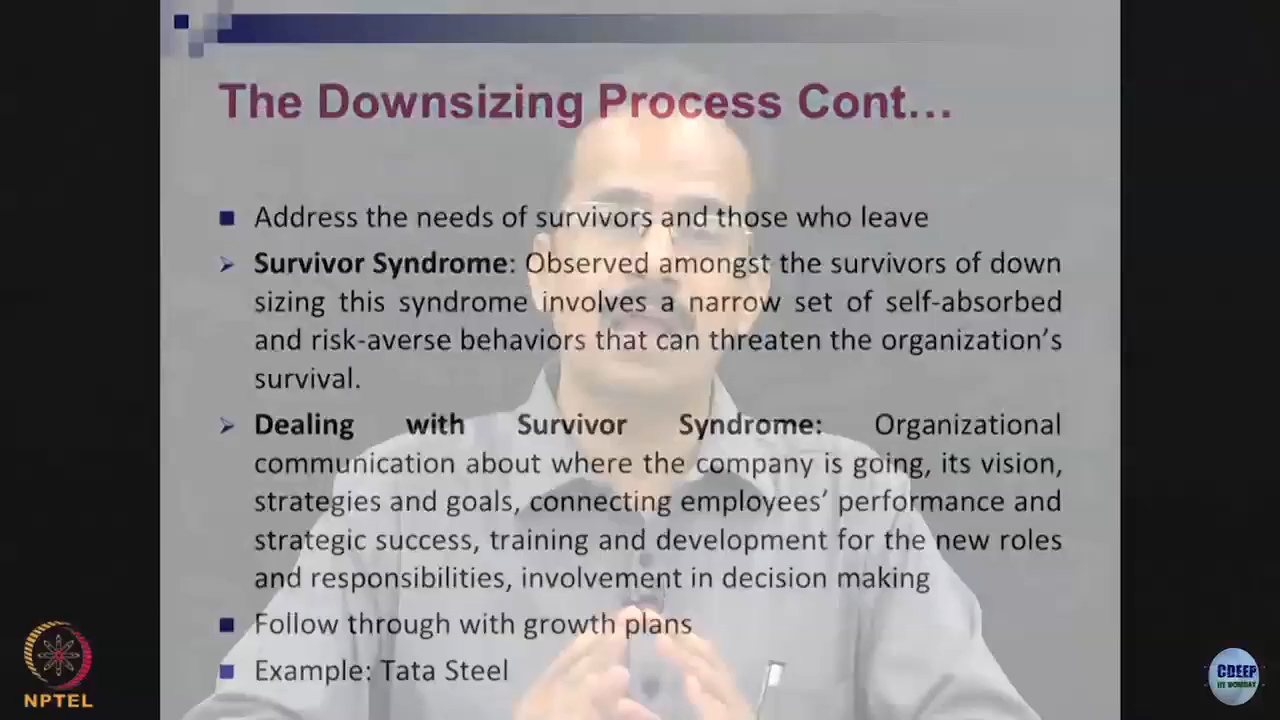 The Downsizing Process Cont...
Address the needs of survivors and those who leave
Survivor Syndrome: Observed amongst the survivors of down
sizing this syndrome involves a narrow set of self-absorbed
and risk-averse behaviors that can threaten the organization's
survival.
Dealing with Survivor Syndrome: Organizational
communication about where the company is going, its vision,
strategies and goals, connecting employees' performance and
strategic success, training and development for the new roles
and responsibilities, involvement in decision making
Follow through with growth plans
Example: Tata Steel
NPTEL
CDEEP
IIT BOMBAY